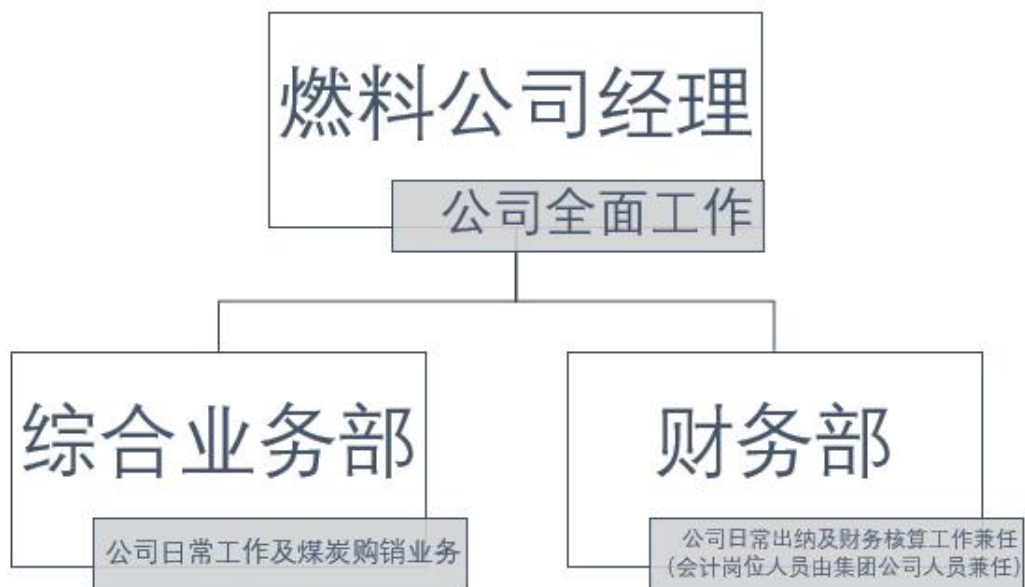 燃料公司经理
公司全面工作
综合业务部
财务部
公司日常工作及煤炭购销业务
公司日常出纳及财务核算工作兼任
(会计岗位人员由集团公司人员兼任)